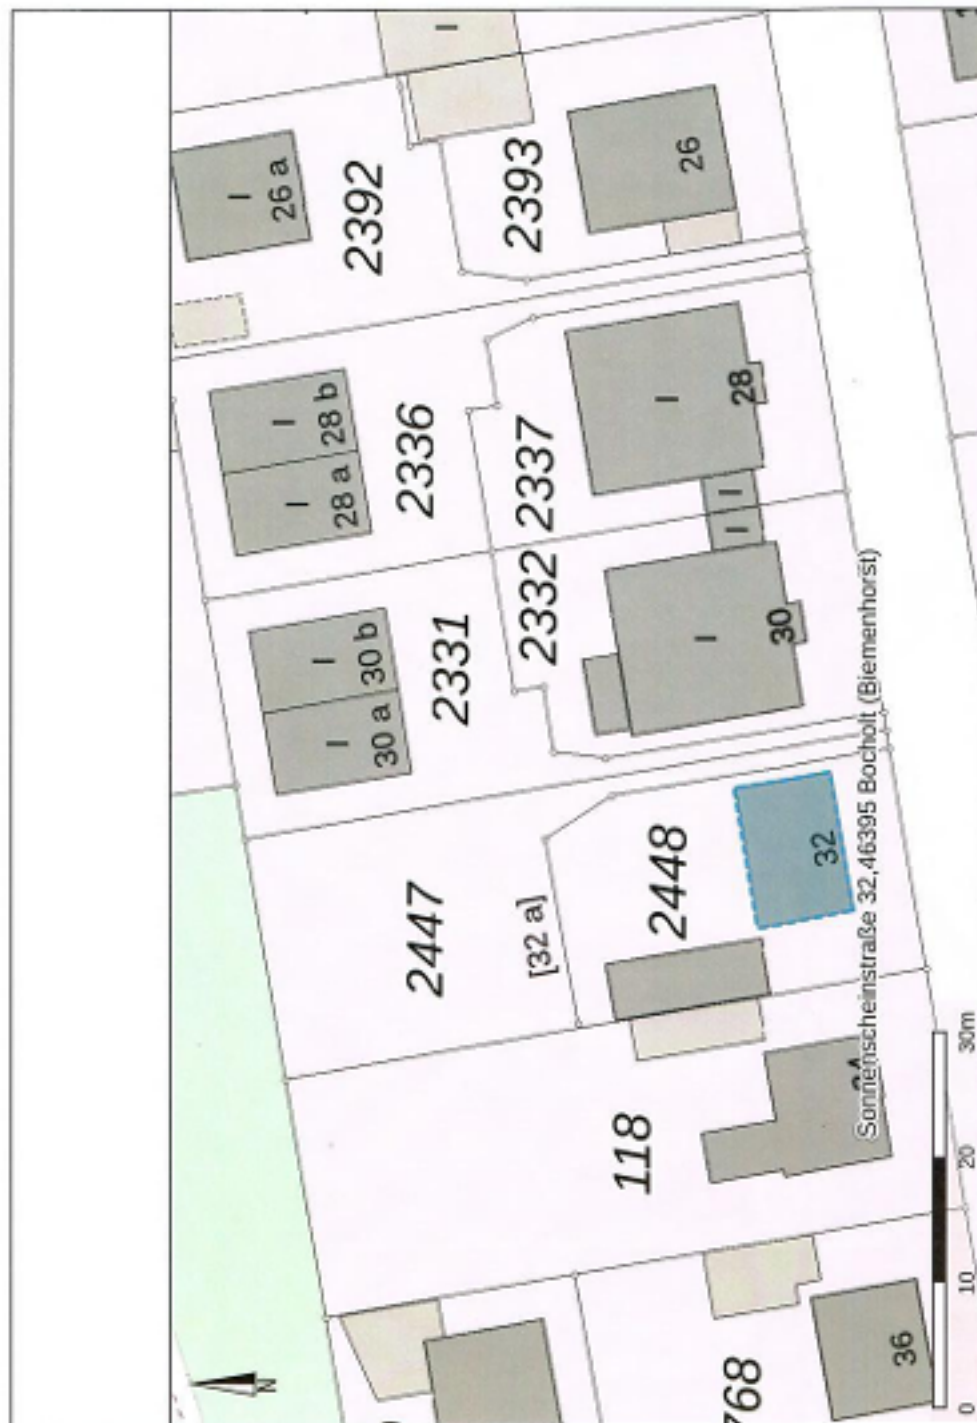 I
26 a
I
I
28 a
28 b
I
I
30 a
30 b
N
2392
2336
2331
2447
I
2393
2337
2332
[32 a]
118
2448
I
28
I
I
I
30
26
32
36
768
Sonnenscheinstraße 32,46395 Bocholt (Biemenhorst)
0 10 20 30m